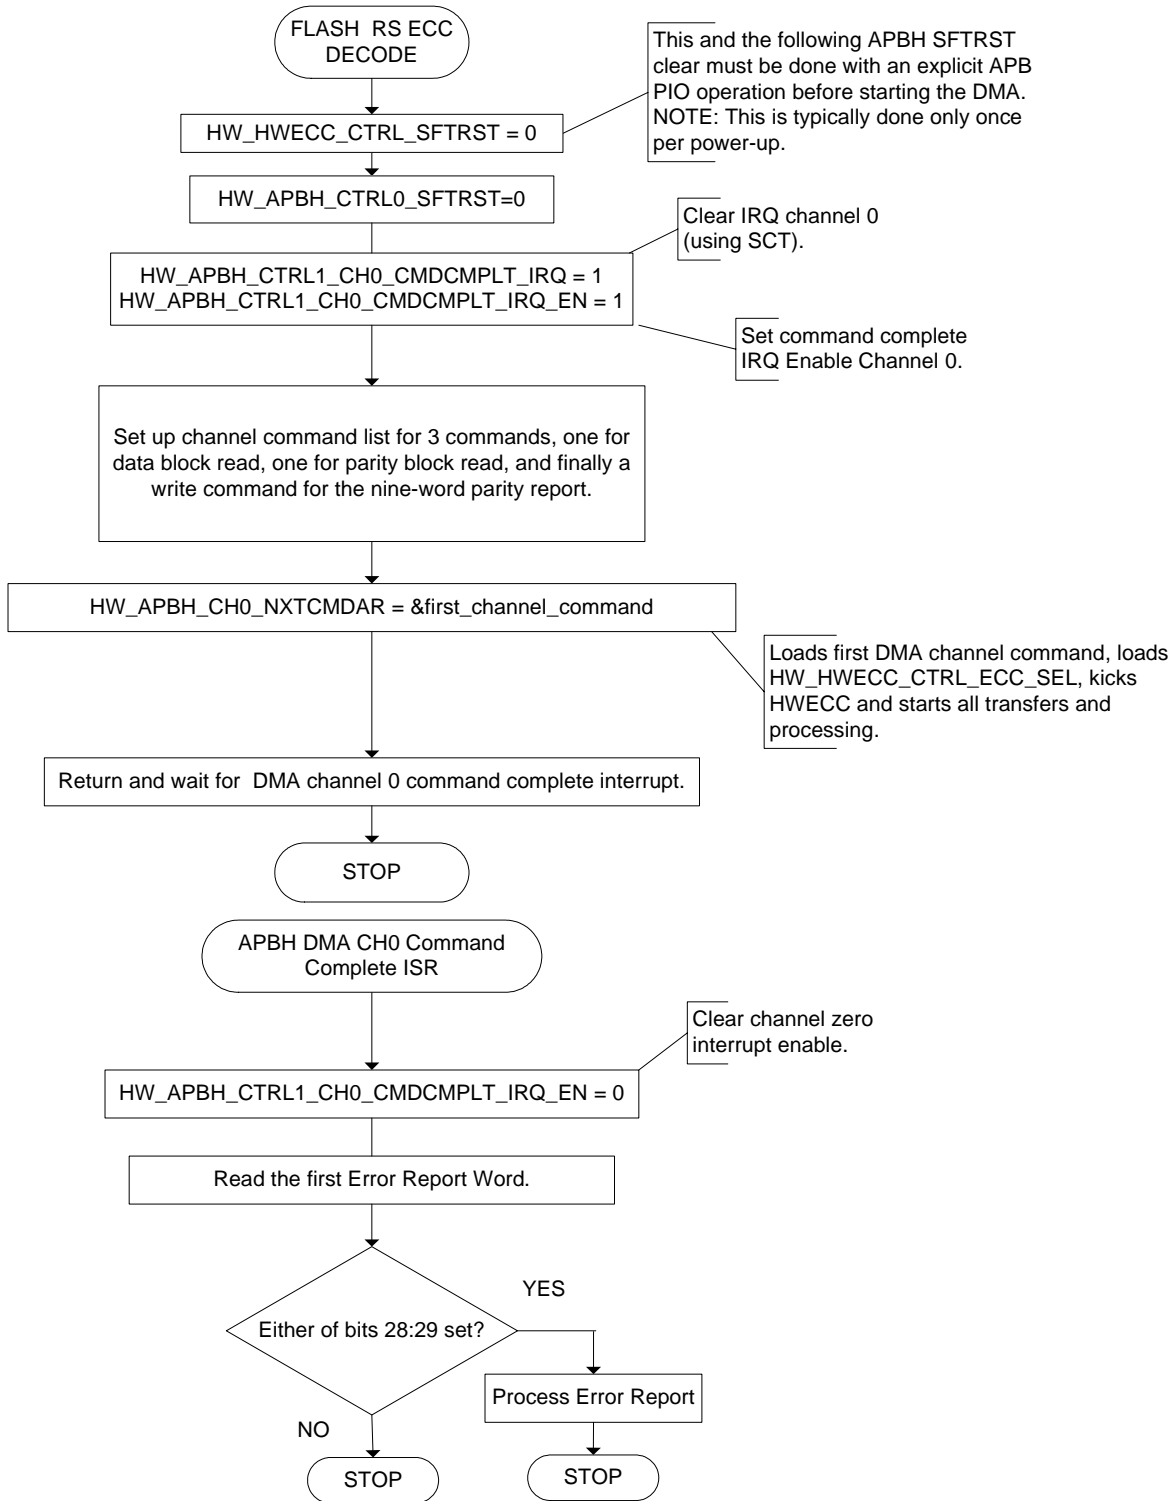 FLASH RS ECC
DECODE
This and the following APBH SFTRST
clear must be done with an explicit APB
PIO operation before starting the DMA.
NOTE: This is typically done only once
per power-up.
HW_HWECC_CTRL_SFTRST = 0
HW_APBH_CTRL0_SFTRST=0
Clear IRQ channel 0
(using SCT).
HW_APBH_CTRL1_CH0_CMDCMPLT_IRQ = 1
HW_APBH_CTRL1_CH0_CMDCMPLT_IRQ_EN = 1
Set command complete
IRQ Enable Channel 0.
Set up channel command list for 3 commands, one for
data block read, one for parity block read, and finally a
write command for the nine-word parity report.
HW_APBH_CH0_NXTCMDAR = &first_channel_command
Loads first DMA channel command, loads
HW_HWECC_CTRL_ECC_SEL, kicks
HWECC and starts all transfers and
processing.
Return and wait for DMA channel 0 command complete interrupt.
STOP
APBH DMA CH0 Command
Complete ISR
Clear channel zero
interrupt enable.
HW_APBH_CTRL1_CH0_CMDCMPLT_IRQ_EN = 0
Read the first Error Report Word.
YES
Either of bits 28:29 set?
Process Error Report
NO
STOP
STOP